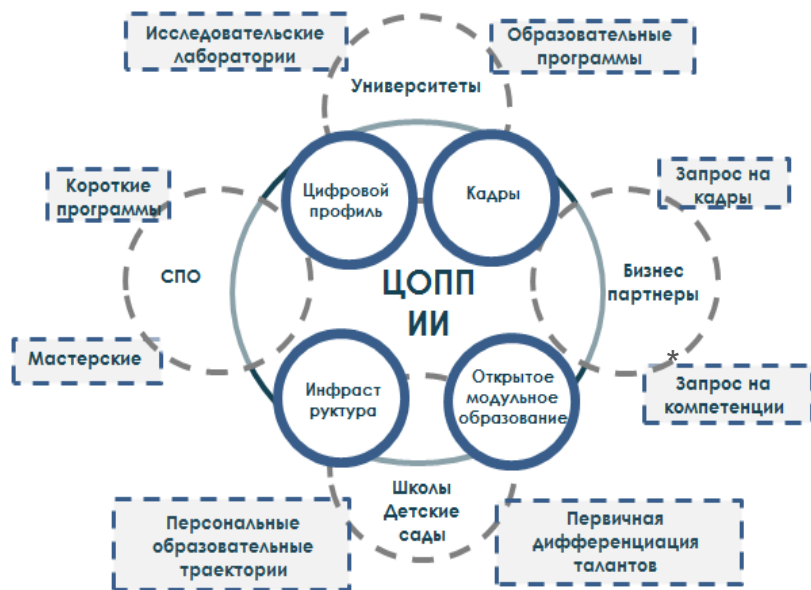 Исследовательские
лаборатории
Образовательные
программы
Университеты
Короткие
программы
Цифровой
профиль
Кадры
Запрос на
кадры
СПО
ЦОПП
ИИ
Бизнес
партнеры
Мастерские
*
Инфраст
руктура
Открытое
модульное
образование
Запрос на
компетенции
Школы
Детские
сады
Персональные
образовательные
траектории
Первичная
дифференциация
талантов